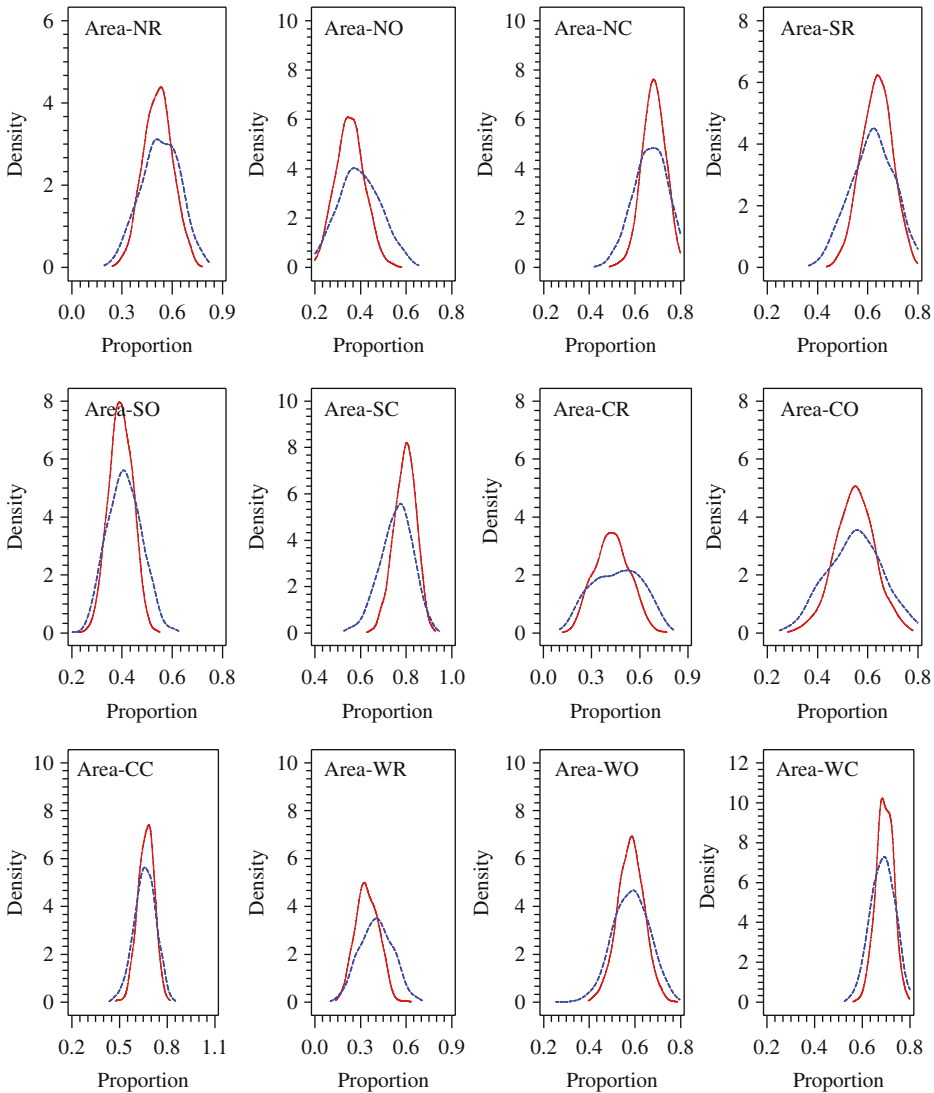 Area-NR Area-NO Area-NC Area-SR
6 10 10 8
8 8
4 6 6 6
Density Density Density Density
4 4 4
2 2 2 2
0 0 0 0
0.0 0.3 0.6 0.9 0.2 0.4 0.6 0.8 0.2 0.4 0.6 0.8 0.2 0.4 0.6 0.8
Proportion Proportion Proportion Proportion
Area-SO Area-SC Area-CR Area-CO
8 10 8 8
8
6 6 6 6
Density Density Density Density
4 4 4 4
2 2 2 2
0 0 0 0
0.2 0.4 0.6 0.8 0.4 0.6 0.8 1.0 0.0 0.3 0.6 0.9 0.2 0.4 0.6 0.8
Proportion Proportion Proportion Proportion
Area-CC Area-WR Area-WO Area-WC
10 10 10 12
8 8 8 10
6 6 6 8
Density Density Density Density
6
4 4 4 4
2 2 2 2
0 0 0 0
0.2 0.5 0.8 1.1 0.0 0.3 0.6 0.9 0.2 0.4 0.6 0.8 0.2 0.4 0.6 0.8
Proportion Proportion Proportion Proportion